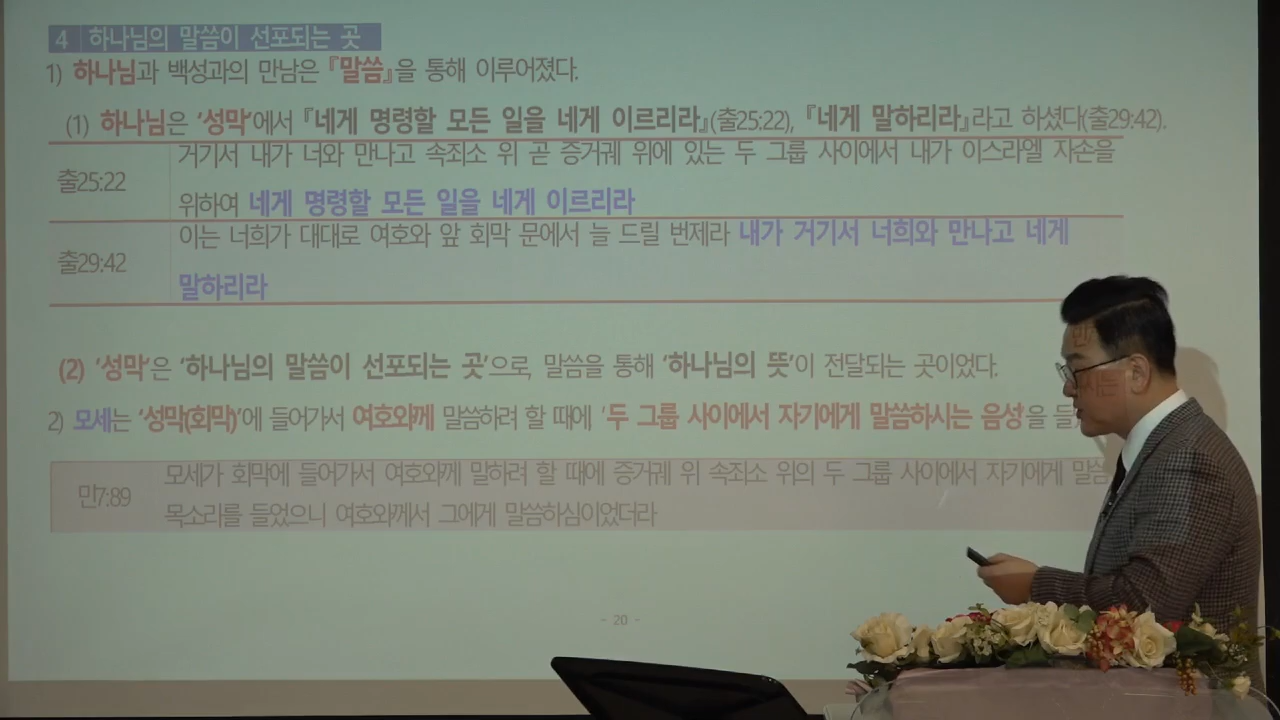 4 하나님의 말씀이 선포되는 곳
1) 하나님과 백성과의 만남은 『말씀』을 통해 이루어졌다.
(1) 하나님은 '성막'에서 『네게 명령할 모든 일을 네게 이르리라』(출25:22), 『네게 말하리라』라고 하셨다(출29:42).
출25:22
거기서 내가 너와 만나고 속죄소 위 곧 증거궤 위에 있는 두 그룹 사이에서 내가 이스라엘 자손을
위하여 네게 명령할 모든 일을 네게 이르리라
출29:42
이는 너희가 대대로 여호와 앞 회막 문에서 늘 드릴 번제라 내가 거기서 너희와 만나고 네게
말하리라
(2) '성막'은 '하나님의 말씀이 선포되는 곳'으로, 말씀을 통해 '하나님의 뜻'이 전달되는 곳이었다.
2) 모세는 '성막(회막)'에 들어가서 여호와께 말씀하려 할 때에 '두 그룹 사이에서 자기에게 말씀하시는 음성'을
민7:89
모세가 회막에 들어가서 여호와께 말하려 할 때에 증거궤 위 속죄소 위의 두 그룹 사이에서 자기에게 말씀
목소리를 들었으니 여호와께서 그에게 말씀하심이었더라
- 20 -